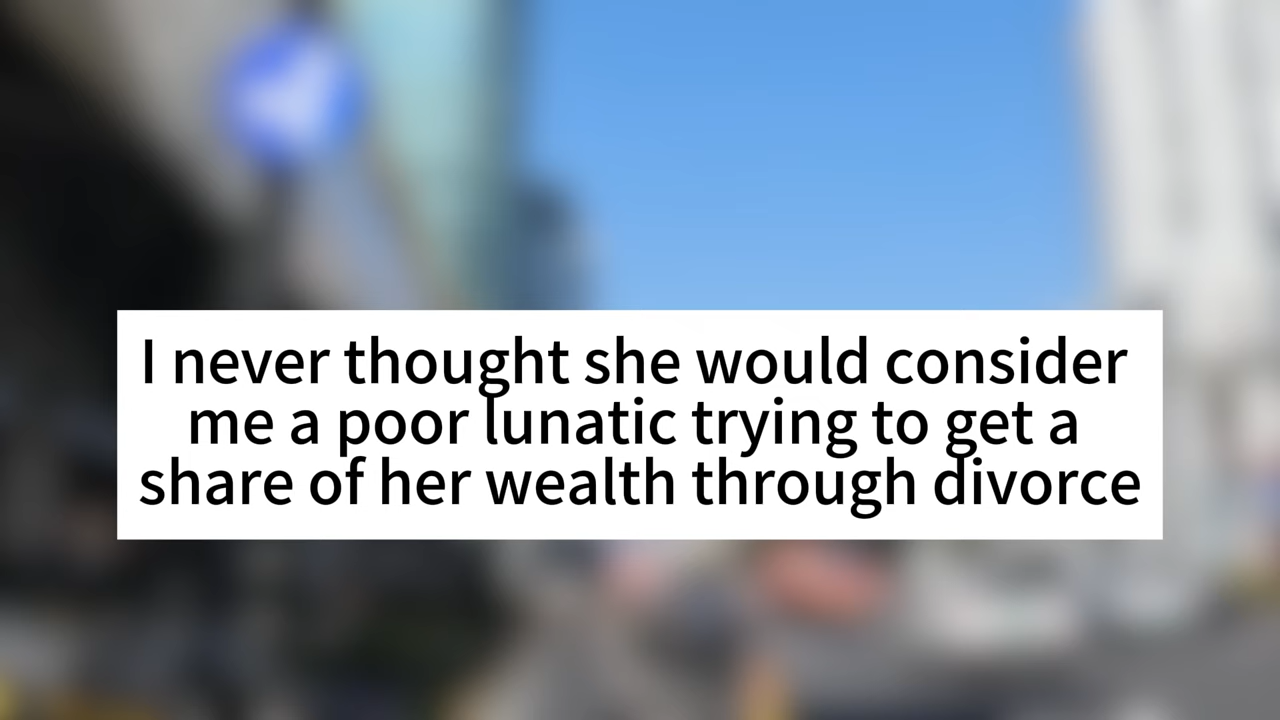 I never thought she would consider
me a poor lunatic trying to get a
share of her wealth through divorce